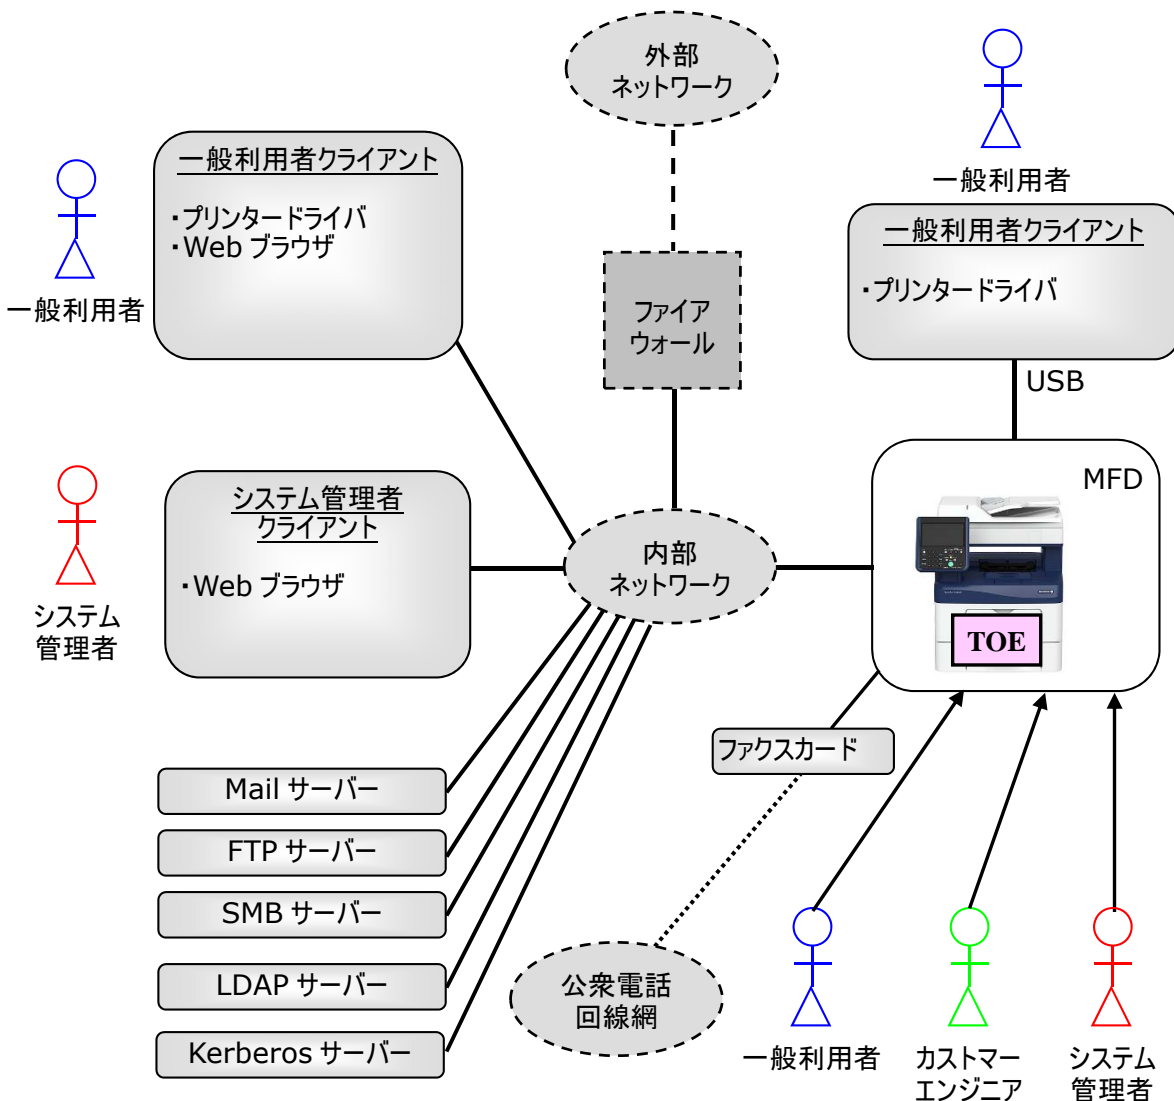 外部
ネットワーク
一般利用者
一般利用者クライアント
・プリンタードライバ
・Web ブラウザ
一般利用者
一般利用者クライアント
・プリンタードライバ
ファイア
ウォール
USB
MFD
システム管理者
クライアント
・Web ブラウザ
システム
管理者
内部
ネットワーク
TOE
ファクスカード
Mail サーバー
FTP サーバー
SMB サーバー
LDAP サーバー
Kerberos サーバー
公衆電話
回線網
一般利用者
カストマー
エンジニア
システム
管理者